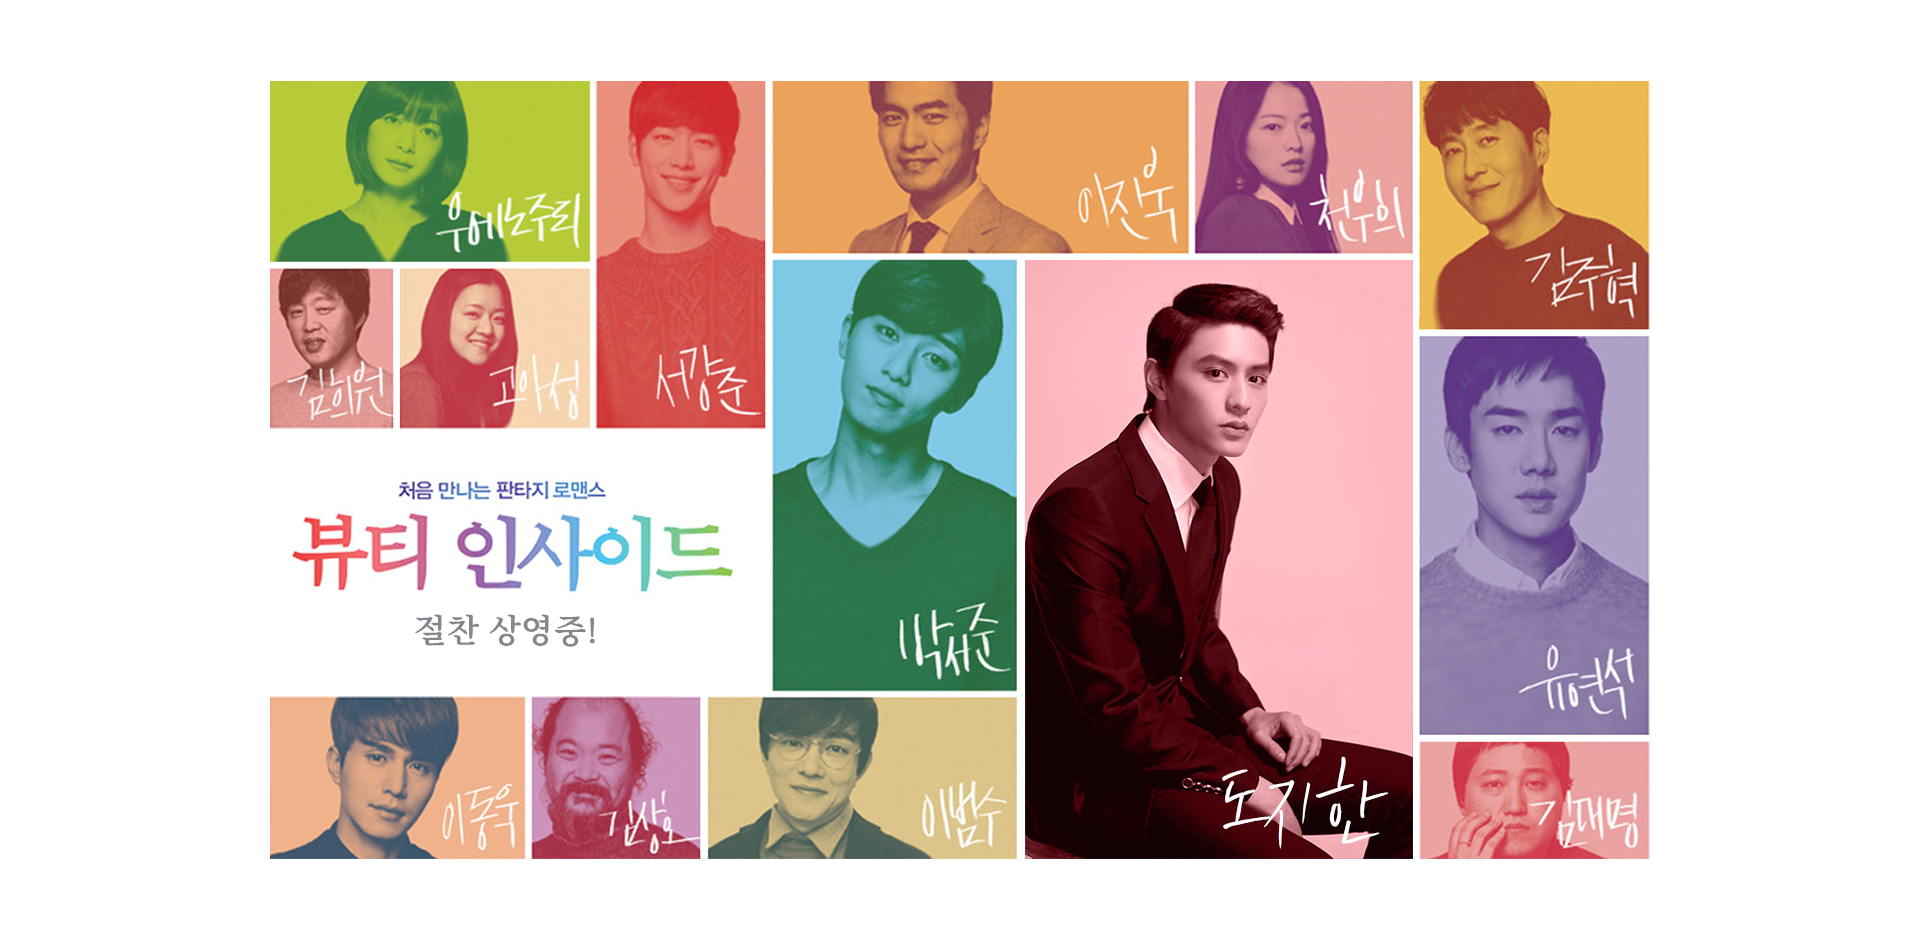 우에노주리
서강준
이진욱
천우희
김주혁
김희원
고아성
처음 만나는 판타지 로맨스
뷰티 인사이드
절찬 상영중!
박서준
도지한
유연석
이동욱
김상호
이범수
김대명